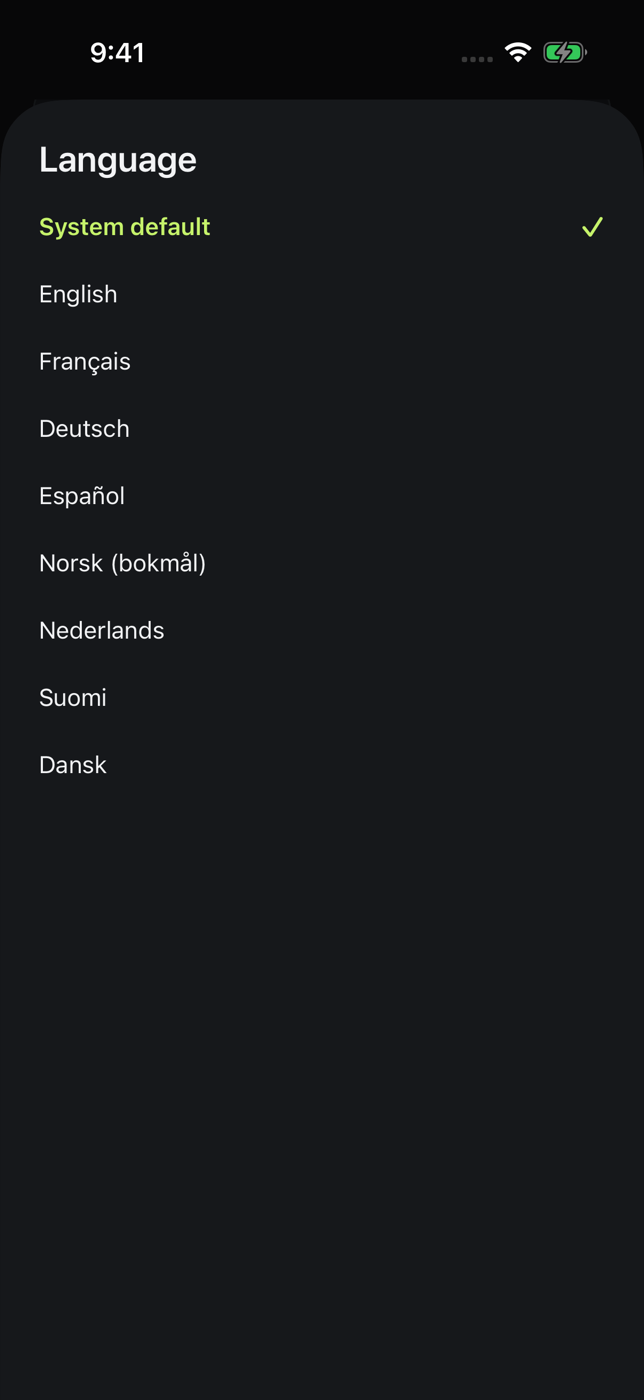 9:41
Language
System default
English
Français
Deutsch
Español
Norsk (bokmål)
Nederlands
Suomi
Dansk